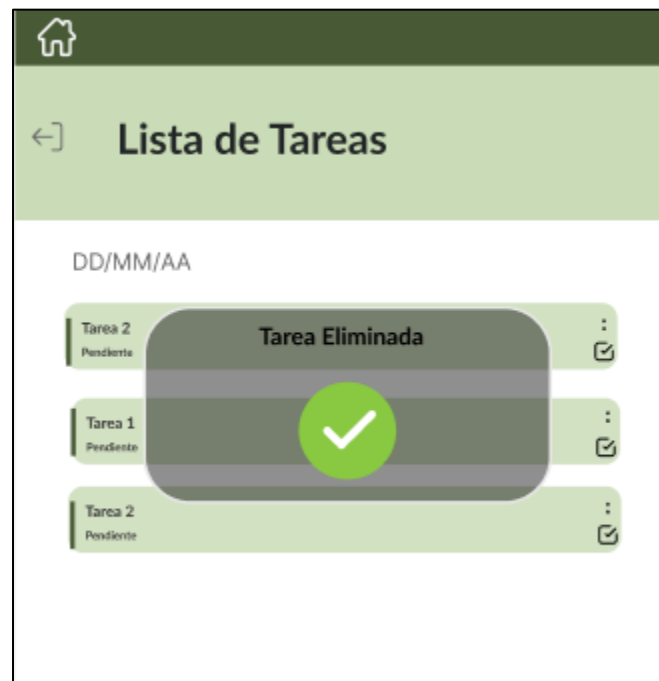 Lista de Tareas
DD/MM/AA
Tarea 2
Pendiente
Tarea Eliminada
Tarea 1
Pendiente
Tarea 2
Pendiente